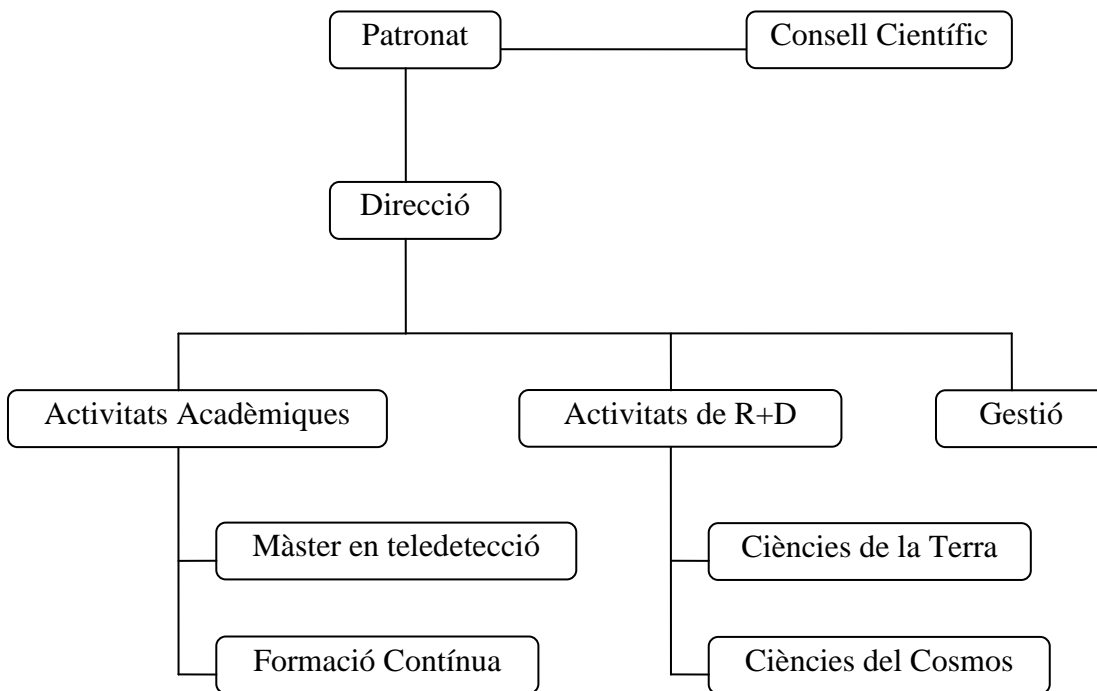 Patronat
Consell Científic
Direcció
Activitats Acadèmiques
Activitats de R+D
Gestió
Màster en teledetecció
Ciències de la Terra
Formació Contínua
Ciències del Cosmos